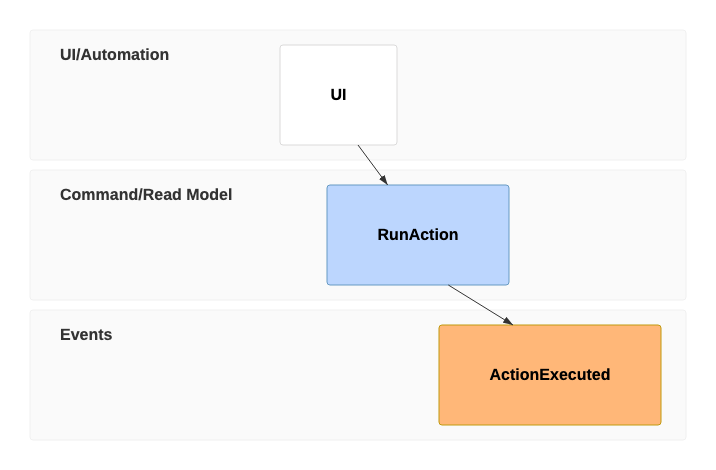 UI/Automation
UI
Command/Read Model
RunAction
Events
ActionExecuted